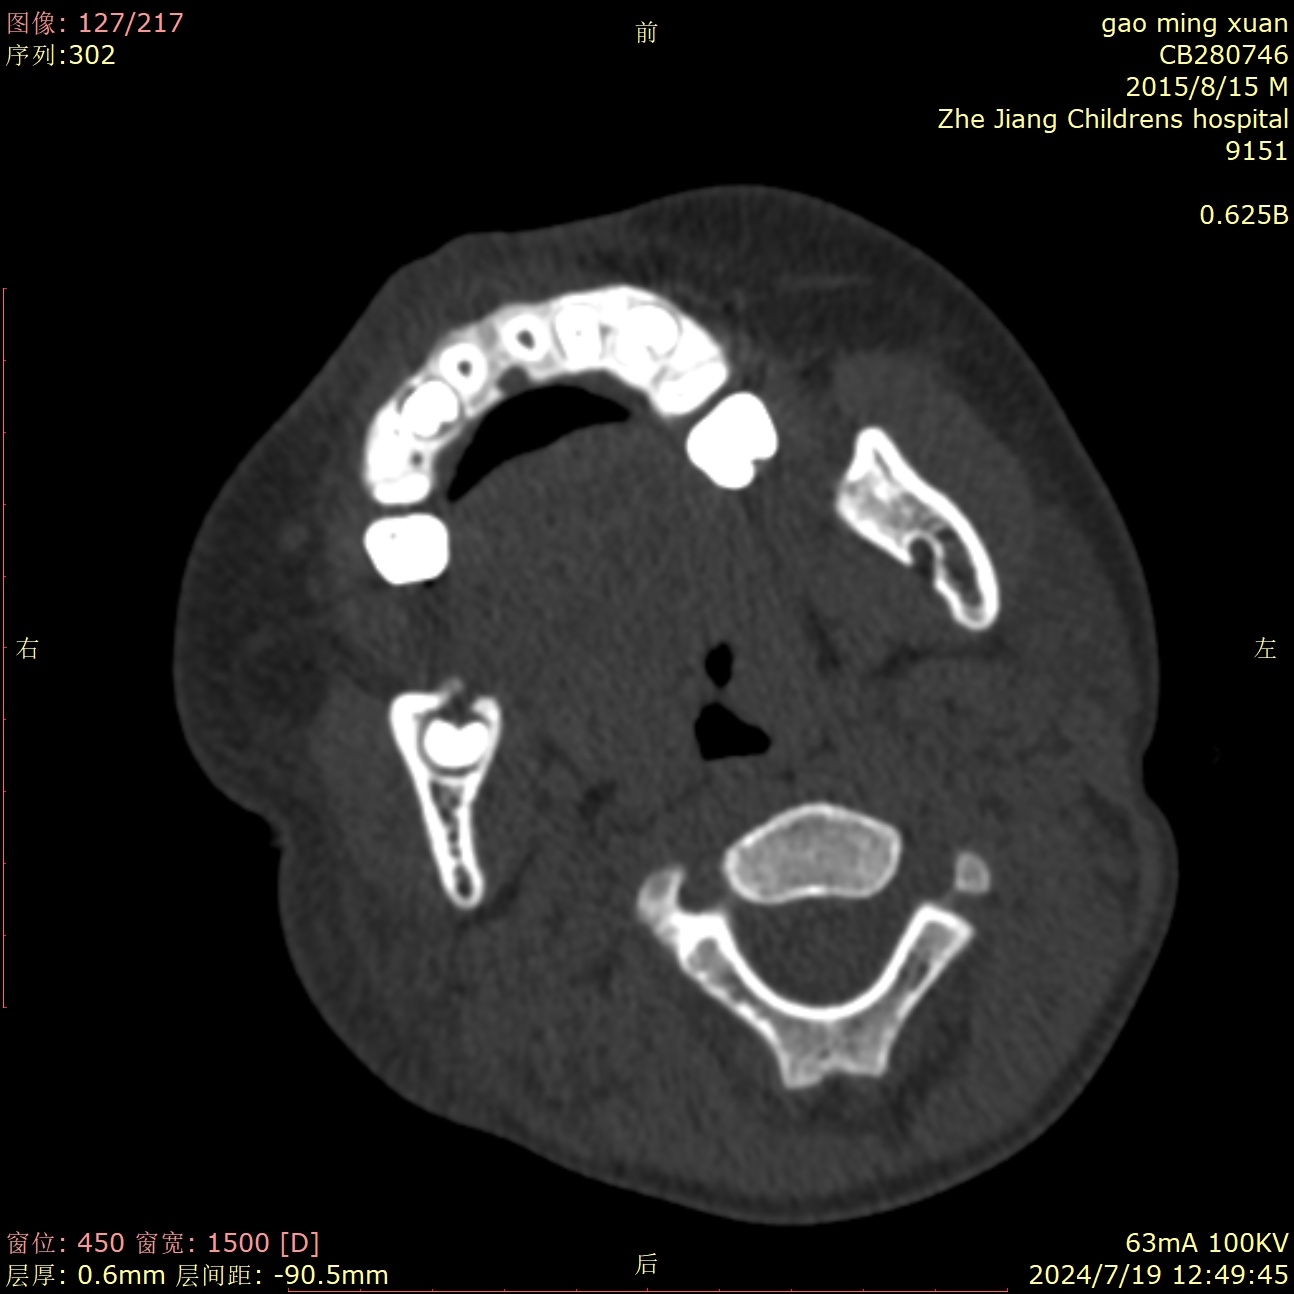 图像: 127/217
序列:302
前
gao ming xuan
CB280746
2015/8/15 M
Zhe Jiang Childrens hospital
9151
0.625B
右
左
窗位: 450 窗宽: 1500 [D]
层厚: 0.6mm 层间距: -90.5mm
后
63mA 100KV
2024/7/19 12:49:45